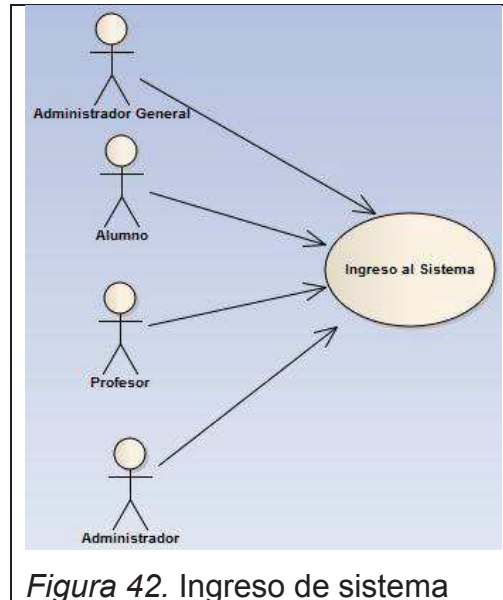 Administrador General
Alumno
Ingreso al Sistema
Profesor
Administrador
Figura 42. Ingreso de sistema